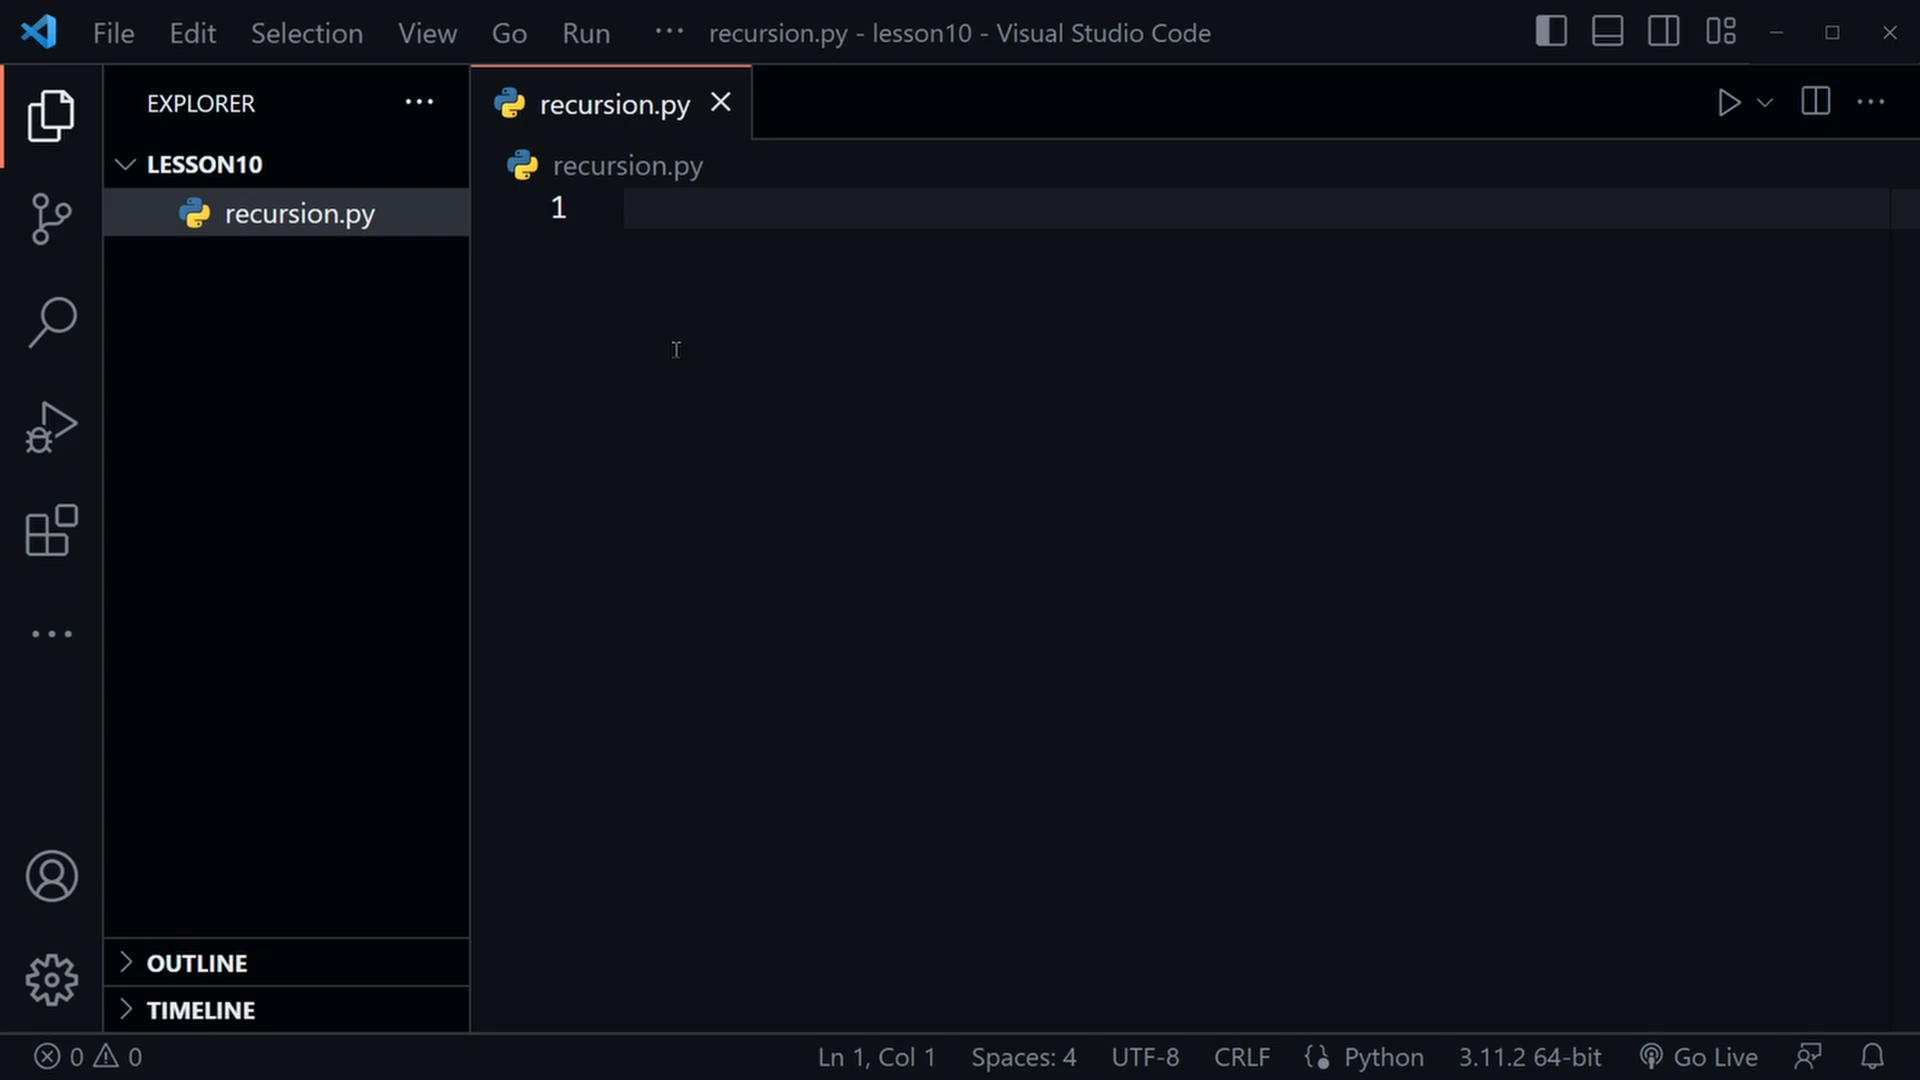 File Edit Selection View Go Run ··· recursion.py - lesson10 - Visual Studio Code
EXPLORER ···
recursion.py
LESSON10
recursion.py
recursion.py
1
OUTLINE
TIMELINE
0 0 Ln 1, Col 1 Spaces: 4 UTF-8 CRLF Python 3.11.2 64-bit Go Live